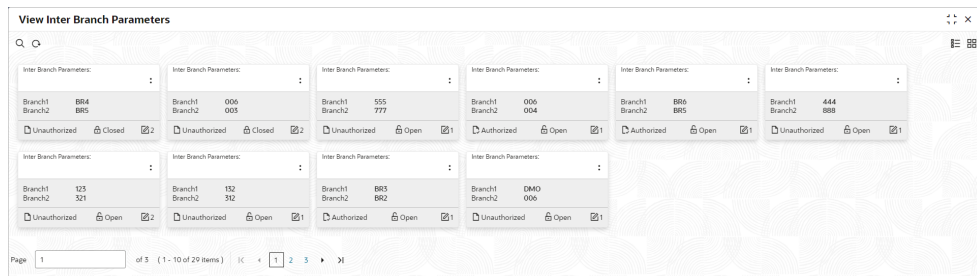 View Inter Branch Parameters
Inter Branch Parameters: Inter Branch Parameters: Inter Branch Parameters: Inter Branch Parameters: Inter Branch Parameters: Inter Branch Parameters:
Branch1 BR4 Branch1 006 Branch1 555 Branch1 006 Branch1 BR6 Branch1 444
Branch2 BR5 Branch2 003 Branch2 777 Branch2 004 Branch2 BR5 Branch2 888
Unauthorized Closed 2 Unauthorized Closed 2 Unauthorized Open 1 Authorized Open 1 Authorized Open 1 Unauthorized Open 1
Inter Branch Parameters: Inter Branch Parameters: Inter Branch Parameters: Inter Branch Parameters:
Branch1 123 Branch1 132 Branch1 BR3 Branch1 DMO
Branch2 321 Branch2 312 Branch2 BR2 Branch2 006
Unauthorized Open 2 Unauthorized Open 1 Authorized Open 1 Unauthorized Open 1
Page 1 of 3 ( 1 - 10 of 29 items ) 1 2 3